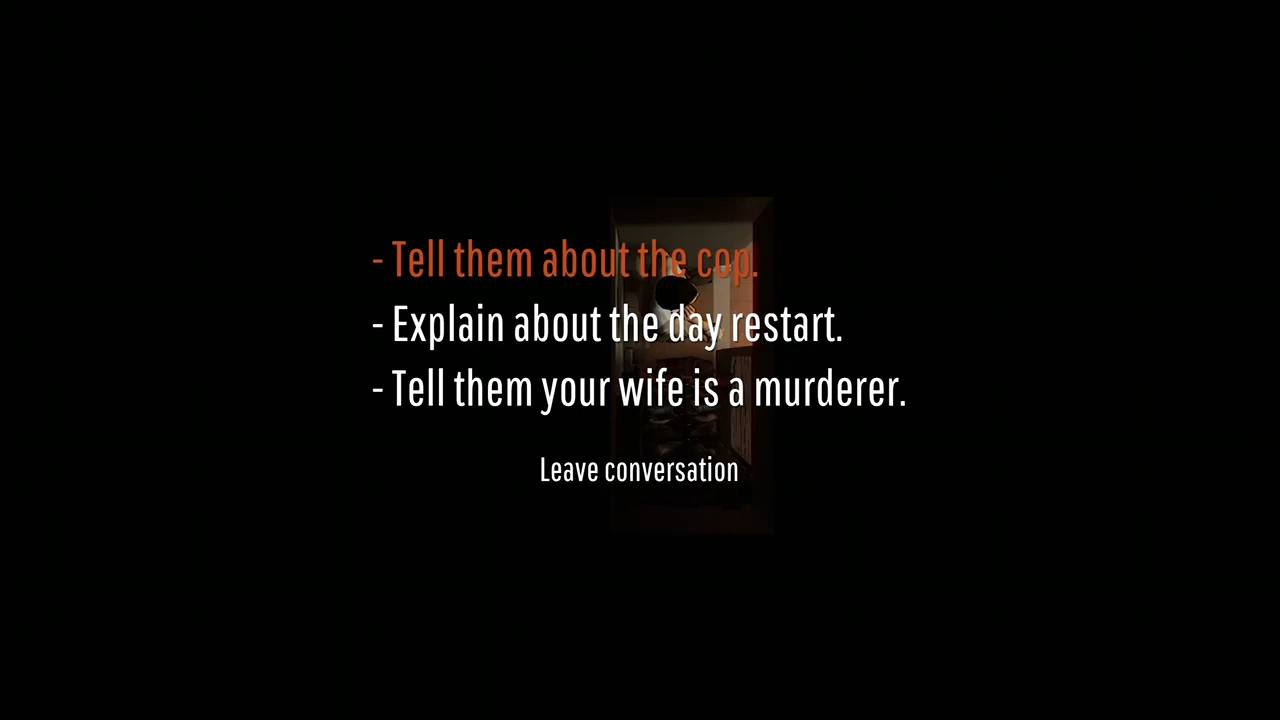 - Tell them about the cop.
- Explain about the day restart.
- Tell them your wife is a murderer.
Leave conversation